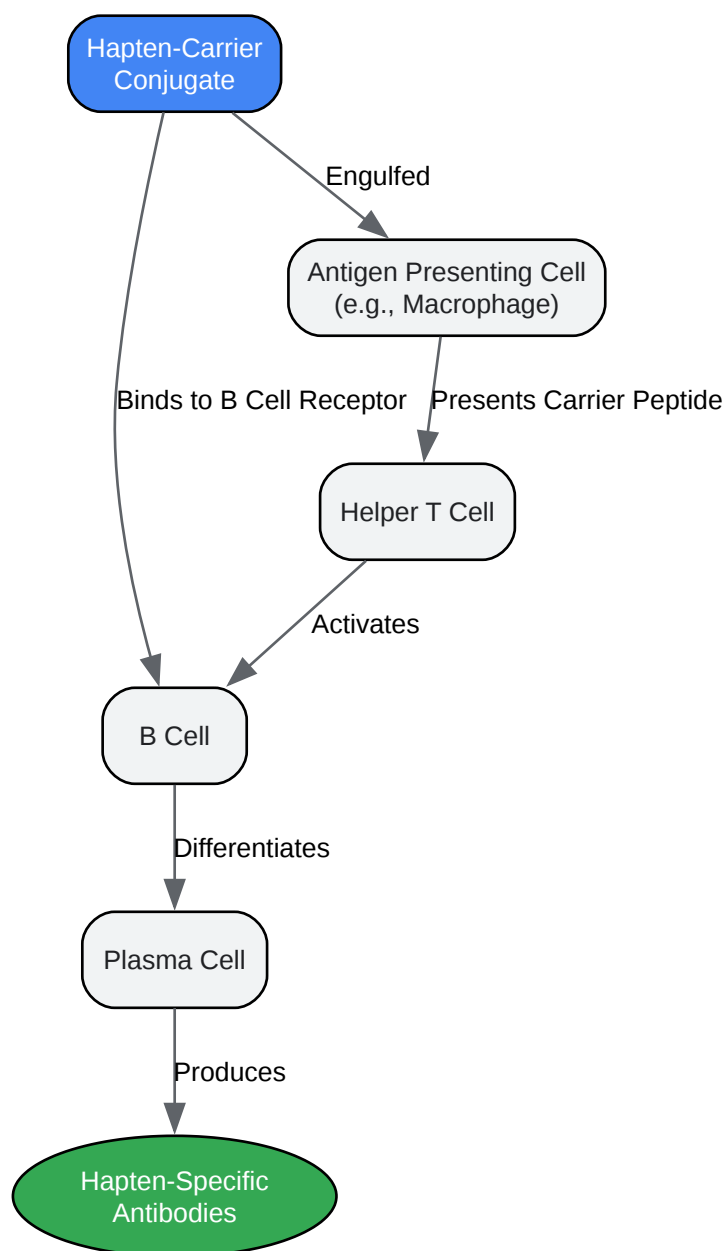 Hapten-Carrier
Conjugate
Engulfed
Antigen Presenting Cell
(e.g., Macrophage)
Binds to B Cell Receptor
Presents Carrier Peptide
Helper T Cell
Activates
B Cell
Differentiates
Plasma Cell
Produces
Hapten-Specific
Antibodies